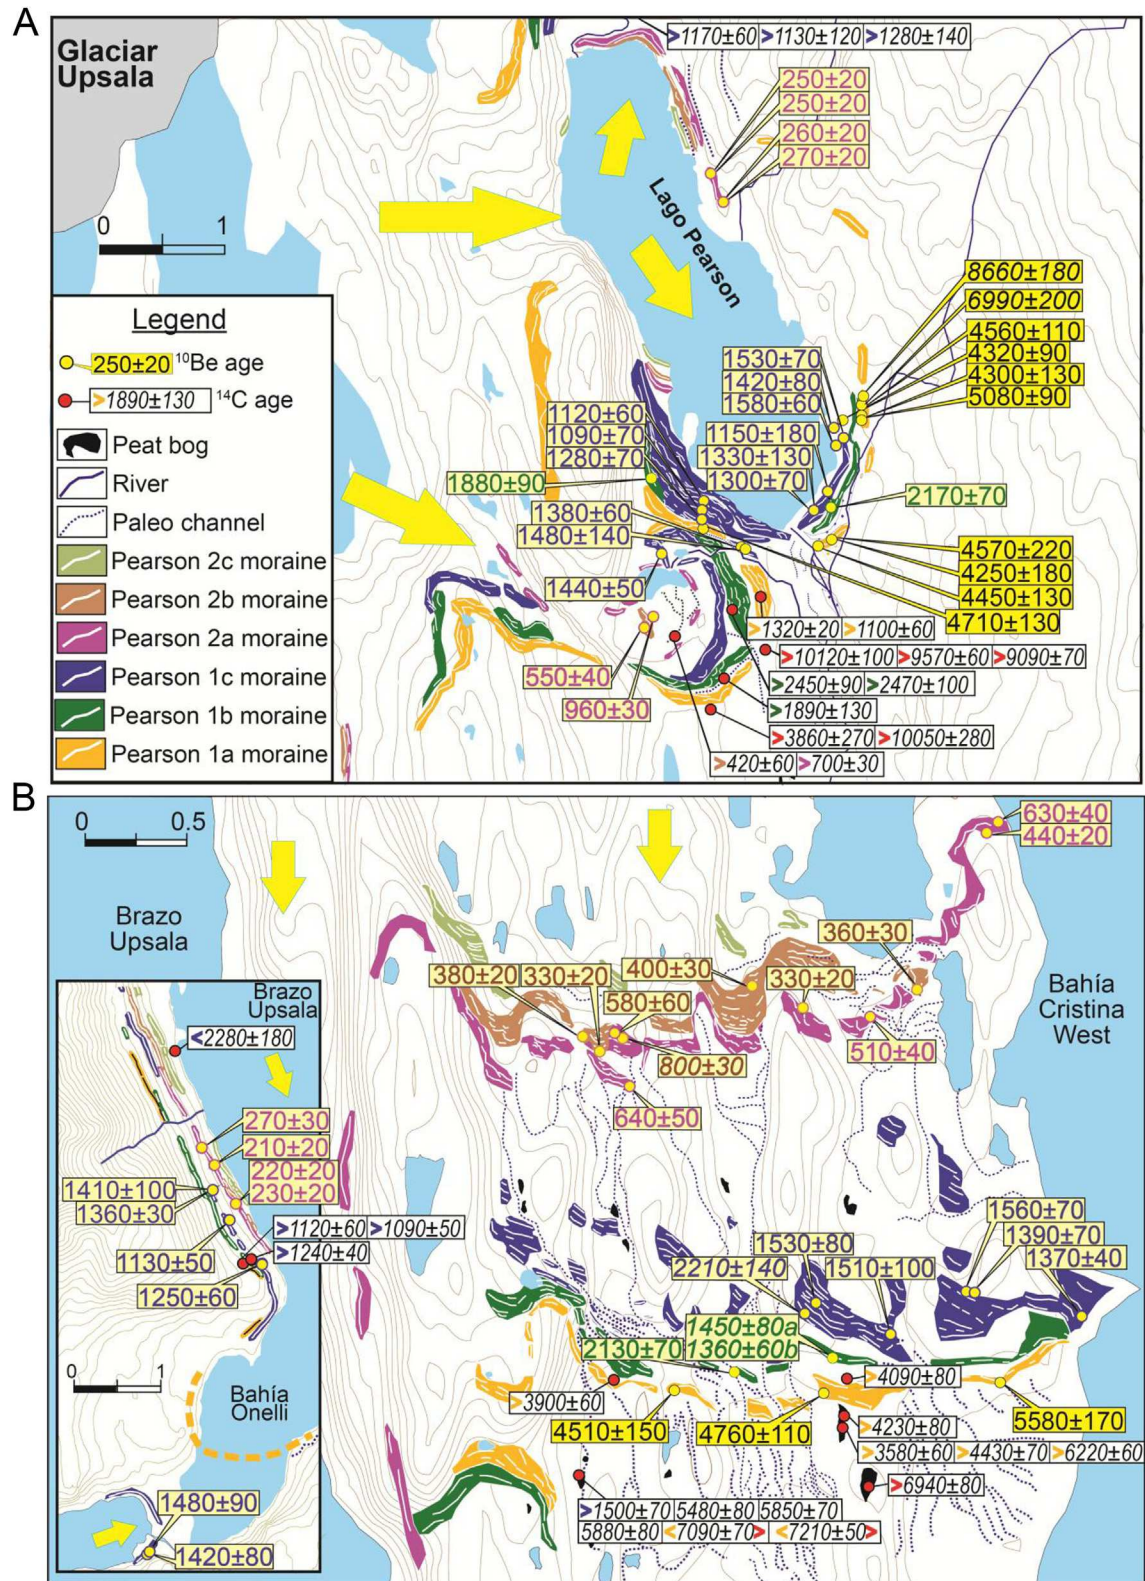 A
Glaciar
Upsala
>1170±60 >1130±120 >1280±140
250±20
250±20
260±20
270±20
0 1
Lago Pearson
8660±180
6990±200
4560±110
4320±90
4300±130
5080±90
Legend
250±20 ¹⁰Be age
>1890±130 ¹⁴C age
Peat bog
River
Paleo channel
Pearson 2c moraine
Pearson 2b moraine
Pearson 2a moraine
Pearson 1c moraine
Pearson 1b moraine
Pearson 1a moraine
1530±70
1420±80
1580±60
1120±60
1090±70
1280±70
1150±180
1330±130
1300±70
1880±90
2170±70
1380±60
1480±140
1440±50
4570±220
4250±180
4450±130
4710±130
>1320±20 >1100±60
>10120±100 >9570±60 >9090±70
550±40
960±30
>2450±90 >2470±100
>1890±130
>3860±270 >10050±280
>420±60 >700±30
B
0 0.5
Brazo
Upsala
630±40
440±20
360±30
380±20 330±20 400±30 330±20
580±60
800±30
510±40
640±50
Bahía
Cristina
West
Brazo
Upsala
<2280±180
270±30
210±20
220±20
230±20
1410±100
1360±30
>1120±60 >1090±50
>1240±40
1130±50
1250±60
0 1
Bahía
Onelli
1480±90
1420±80
1560±70
1390±70
1370±40
1530±80
2210±140 1510±100
1450±80a
1360±60b
2130±70
>4090±80
>3900±60
4510±150
4760±110
5580±170
>4230±80
>3580±60 >4430±70 >6220±60
>6940±80
>1500±70 5480±80 5850±70
5880±80 <7090±70> <7210±50>